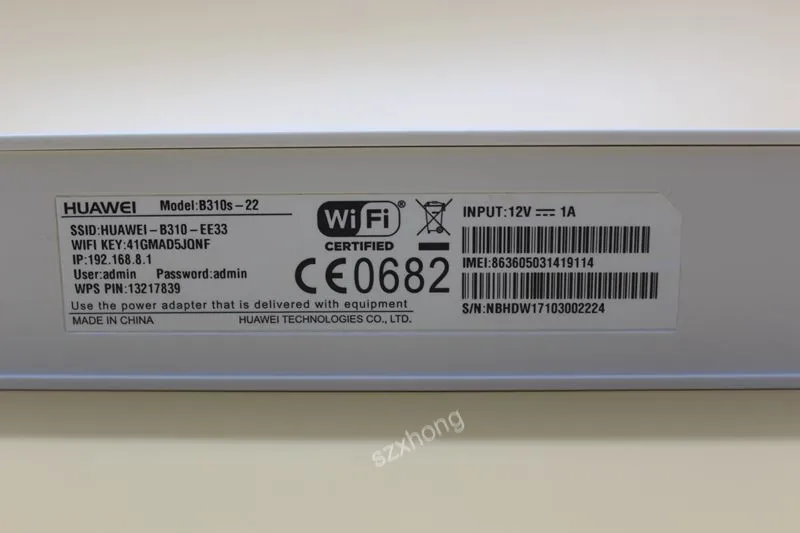 HUAWEI Model:B310s-22
SSID:HUAWEI-B310-EE33
WIFI KEY:41GMAD5JQNF
IP:192.168.8.1
User:admin Password:admin
WPS PIN:13217839
Use the power adapter that is delivered with equipment
MADE IN CHINA HUAWEI TECHNOLOGIES CO., LTD.
Wi Fi ®
CERTIFIED
CE0682
INPUT:12V ⎓ 1A
IMEI:863605031419114
S/N:NBHDW17103002224
szxhong